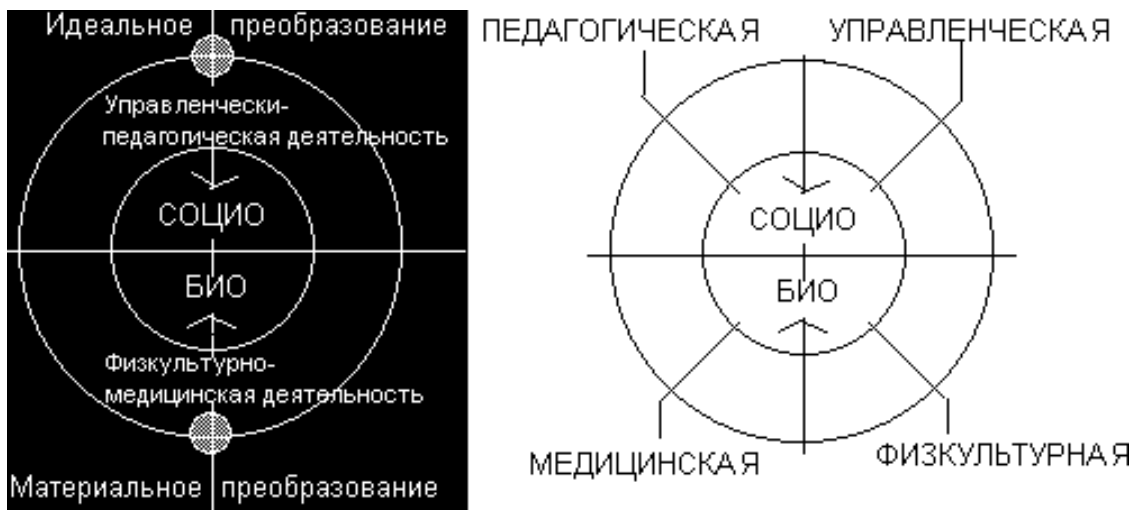 Идеальное преобразование
Управленчески-
педагогическая деятельность
СОЦИО
БИО
Физкультурно-
медицинская деятельность
Материальное преобразование
ПЕДАГОГИЧЕСКАЯ
УПРАВЛЕНЧЕСКАЯ
СОЦИО
БИО
МЕДИЦИНСКАЯ
ФИЗКУЛЬТУРНАЯ